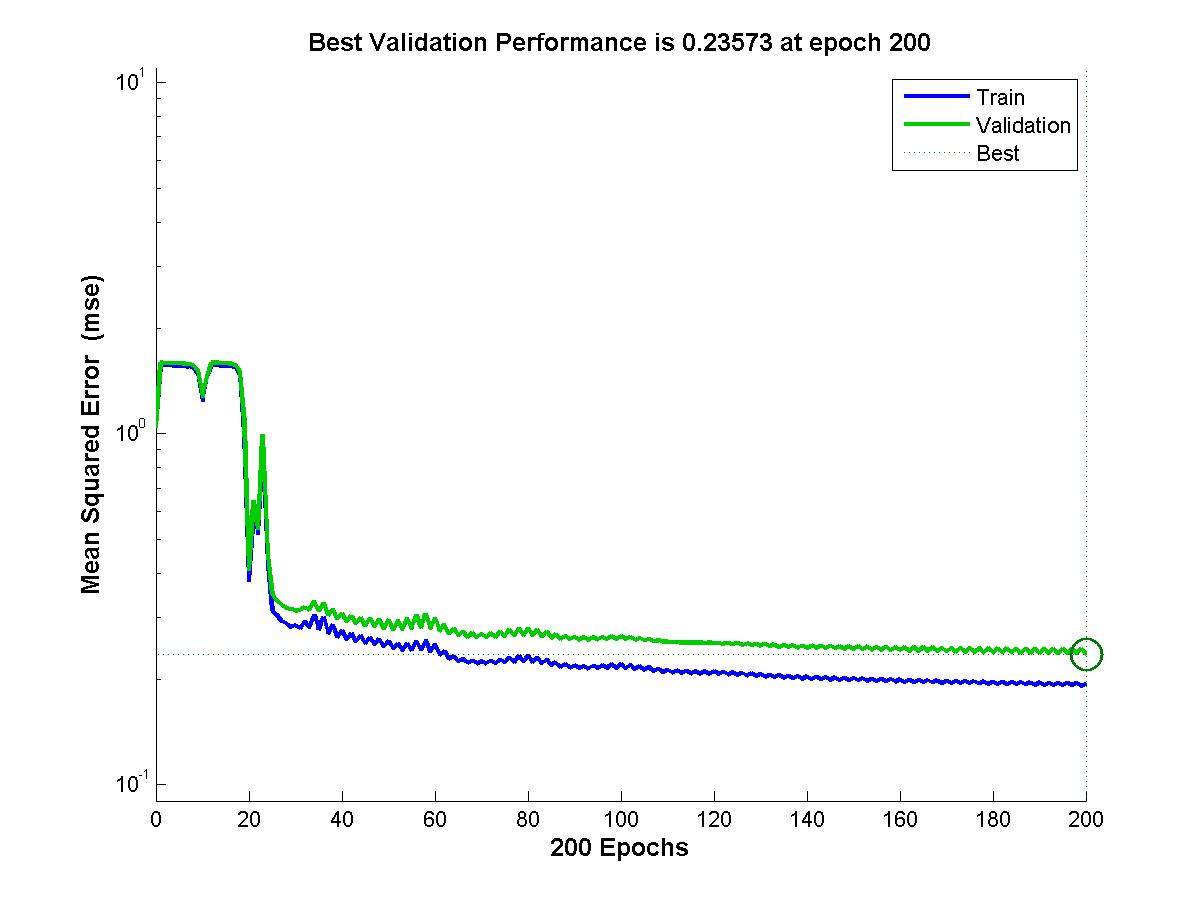 Best Validation Performance is 0.23573 at epoch 200
Train
Validation
Best
10^1
10^0
10^-1
Mean Squared Error (mse)
0 20 40 60 80 100 120 140 160 180 200
200 Epochs